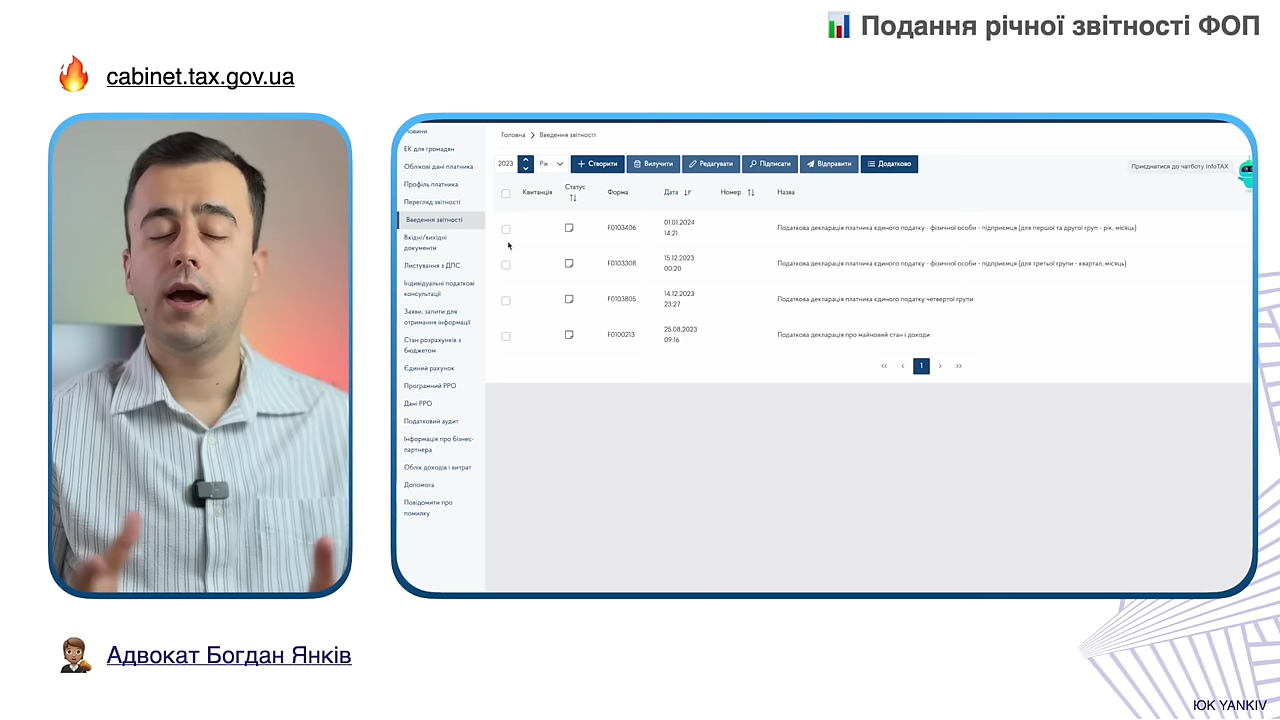 Подання річної звітності ФОП
cabinet.tax.gov.ua
Новини
ЕК для громадян
Облікові дані платника
Профіль платника
Перегляд звітності
Введення звітності
Вхідні/вихідні
документи
Листування з ДПС
Індивідуальні податкові
консультації
Заяви, запити для
отримання інформації
Стан розрахунків з
бюджетом
Єдиний рахунок
Програмний РРО
Дані РРО
Податковий аудит
Інформація про бізнес-
партнера
Облік доходів і витрат
Допомога
Повідомити про
помилку
Головна > Введення звітності
2023 Рік + Створити Вилучити Редагувати Підписати Відправити Додатково
Приєднатися до чатботу InfoTAX
Квитанція Статус Форма Дата Номер Назва
F0103406 01.01.2024 14:21 Податкова декларація платника єдиного податку - фізичної особи - підприємця (для першої та другої груп - рік, місяць)
F0103308 15.12.2023 00:20 Податкова декларація платника єдиного податку - фізичної особи - підприємця (для третьої групи - квартал, місяць)
F0103805 14.12.2023 23:27 Податкова декларація платника єдиного податку четвертої групи
F0100213 25.08.2023 09:16 Податкова декларація про майновий стан і доходи
« ‹ 1 › »
Адвокат Богдан Янків
ЮК YANKIV